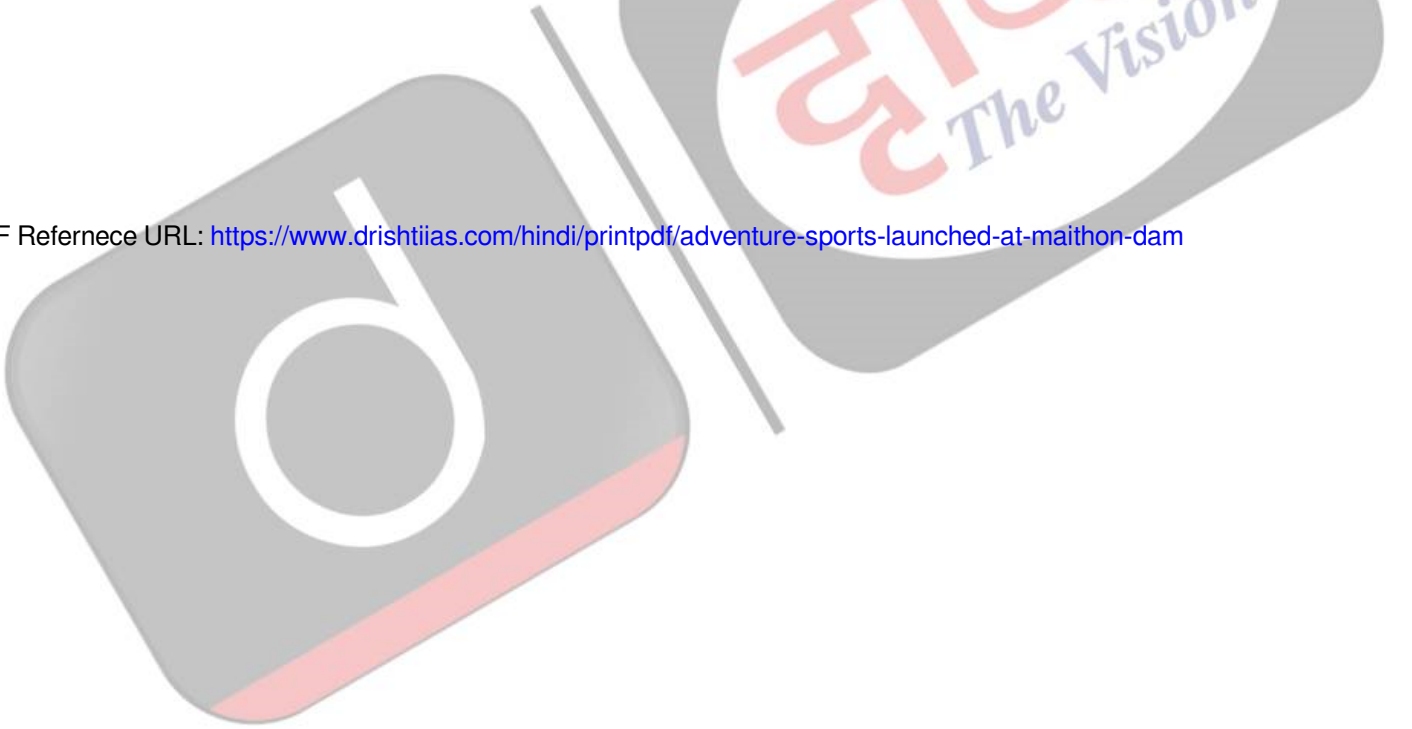 The Vision
F Refernece URL: https://www.drishtiias.com/hindi/printpdf/adventure-sports-launched-at-maithon-dam
d